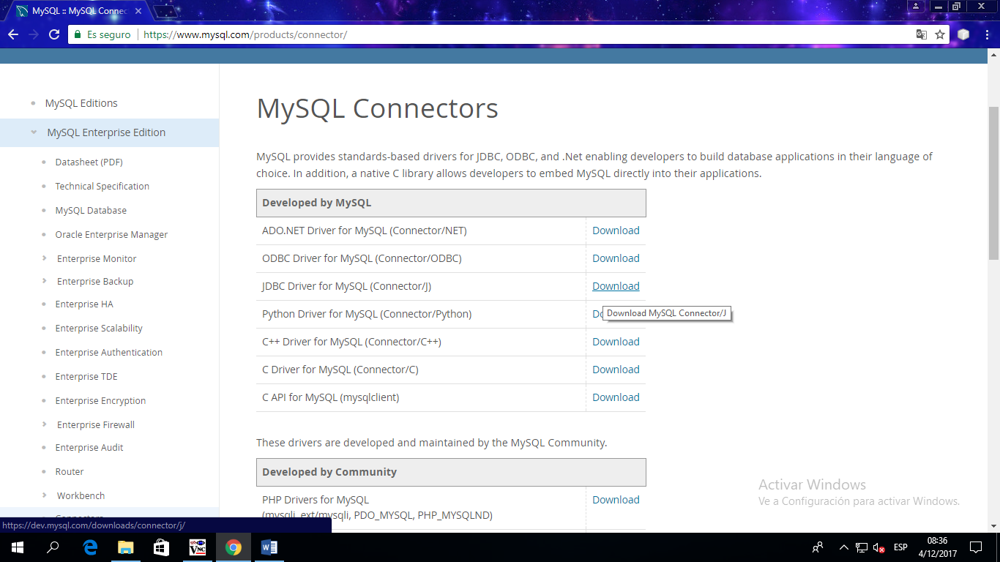 MySQL :: MySQL Connec
Es seguro
https://www.mysql.com/products/connector/
MySQL Editions
MySQL Enterprise Edition
Datasheet (PDF)
Technical Specification
MySQL Database
Oracle Enterprise Manager
Enterprise Monitor
Enterprise Backup
Enterprise HA
Enterprise Scalability
Enterprise Authentication
Enterprise TDE
Enterprise Encryption
Enterprise Firewall
Enterprise Audit
Router
Workbench
Connectors
MySQL Connectors
MySQL provides standards-based drivers for JDBC, ODBC, and .Net enabling developers to build database applications in their language of
choice. In addition, a native C library allows developers to embed MySQL directly into their applications.
Developed by MySQL
ADO.NET Driver for MySQL (Connector/NET) Download
ODBC Driver for MySQL (Connector/ODBC) Download
JDBC Driver for MySQL (Connector/J) Download
Python Driver for MySQL (Connector/Python) Do
Download MySQL Connector/J
C++ Driver for MySQL (Connector/C++) Download
C Driver for MySQL (Connector/C) Download
C API for MySQL (mysqlclient) Download
These drivers are developed and maintained by the MySQL Community.
Developed by Community
PHP Drivers for MySQL Download
(mysqli, ext/mysqli, PDO_MYSQL, PHP_MYSQLND)
Activar Windows
Ve a Configuración para activar Windows.
https://dev.mysql.com/downloads/connector/j/
VNC
ESP
08:36
4/12/2017